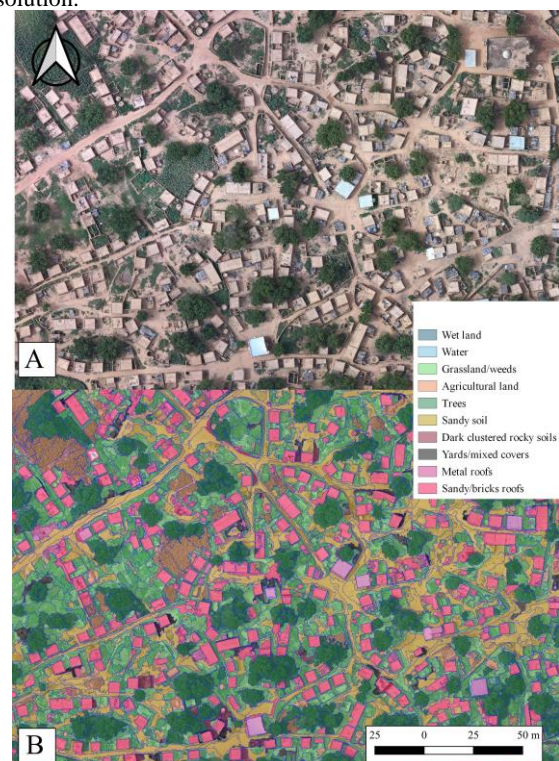 solution.
A
Wet land
Water
Grassland/weeds
Agricultural land
Trees
Sandy soil
Dark clustered rocky soils
Yards/mixed covers
Metal roofs
Sandy/bricks roofs
B
25 0 25 50 m